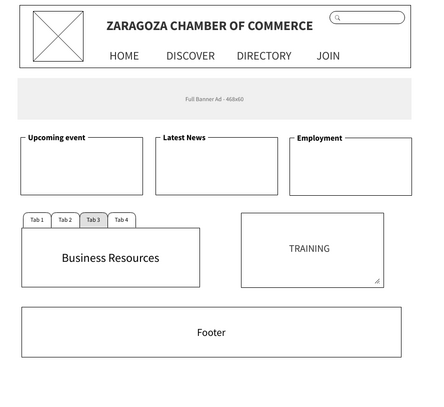 ZARAGOZA CHAMBER OF COMMERCE
HOME DISCOVER DIRECTORY JOIN
Full Banner Ad - 468x60
Upcoming event Latest News Employment
Tab 1 Tab 2 Tab 3 Tab 4
Business Resources
TRAINING
Footer